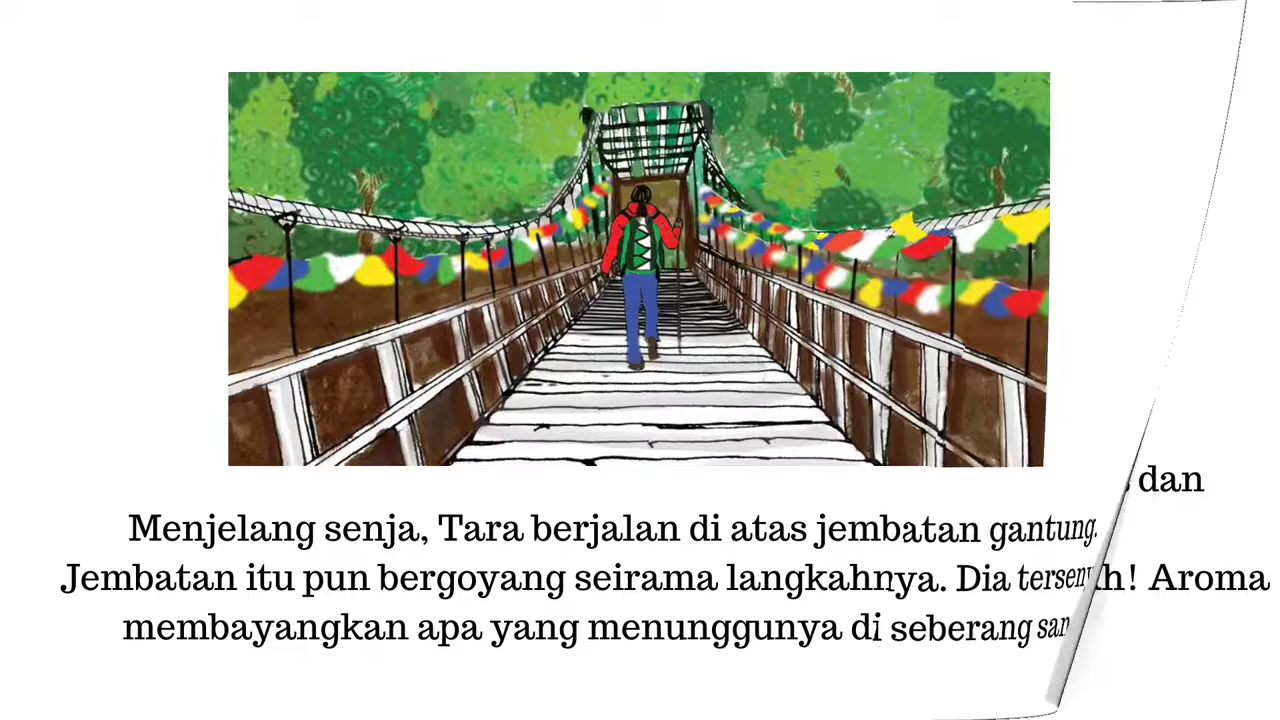 dan
Menjelang senja, Tara berjalan di atas jembatan gantung.
Jembatan itu pun bergoyang seirama langkahnya. Dia Aroma
membayangkan apa yang menunggunya di seberang